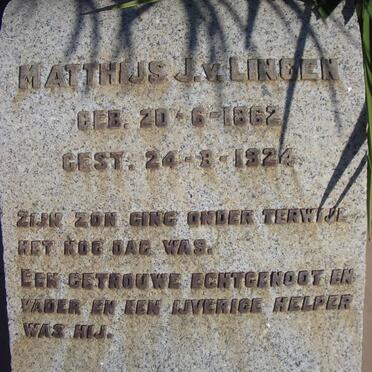 MATTHIJS J. v. LINGEN
GEB. 20-6-1862
GEST. 24-3-1924
ZIJN ZON GING ONDER TERWIJL
HET NOG DAG WAS.
EEN GETROUWE ECHTGENOOT EN
VADER EN EEN IJVERIGE HELPER
WAS HIJ.